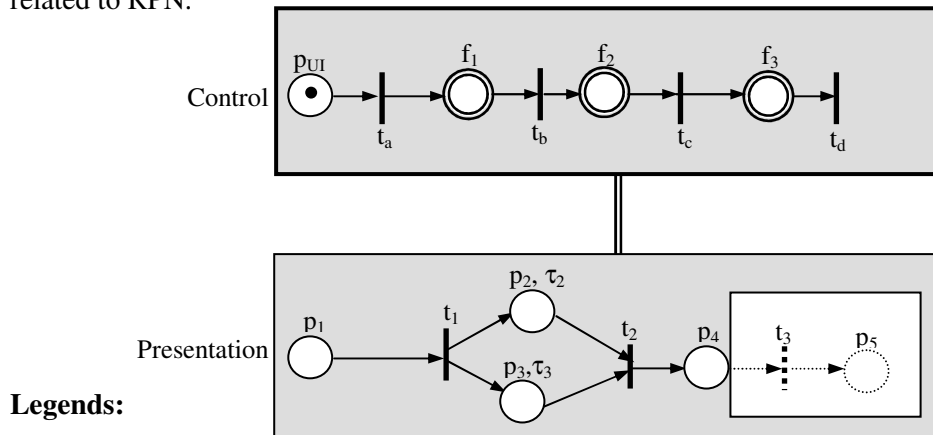 related to RPN.
p_UI f_1 f_2 f_3
Control
t_a t_b t_c t_d
p_2, τ_2
p_1 t_1 t_2 p_4 t_3 p_5
Presentation
p_3,τ_3
Legends: